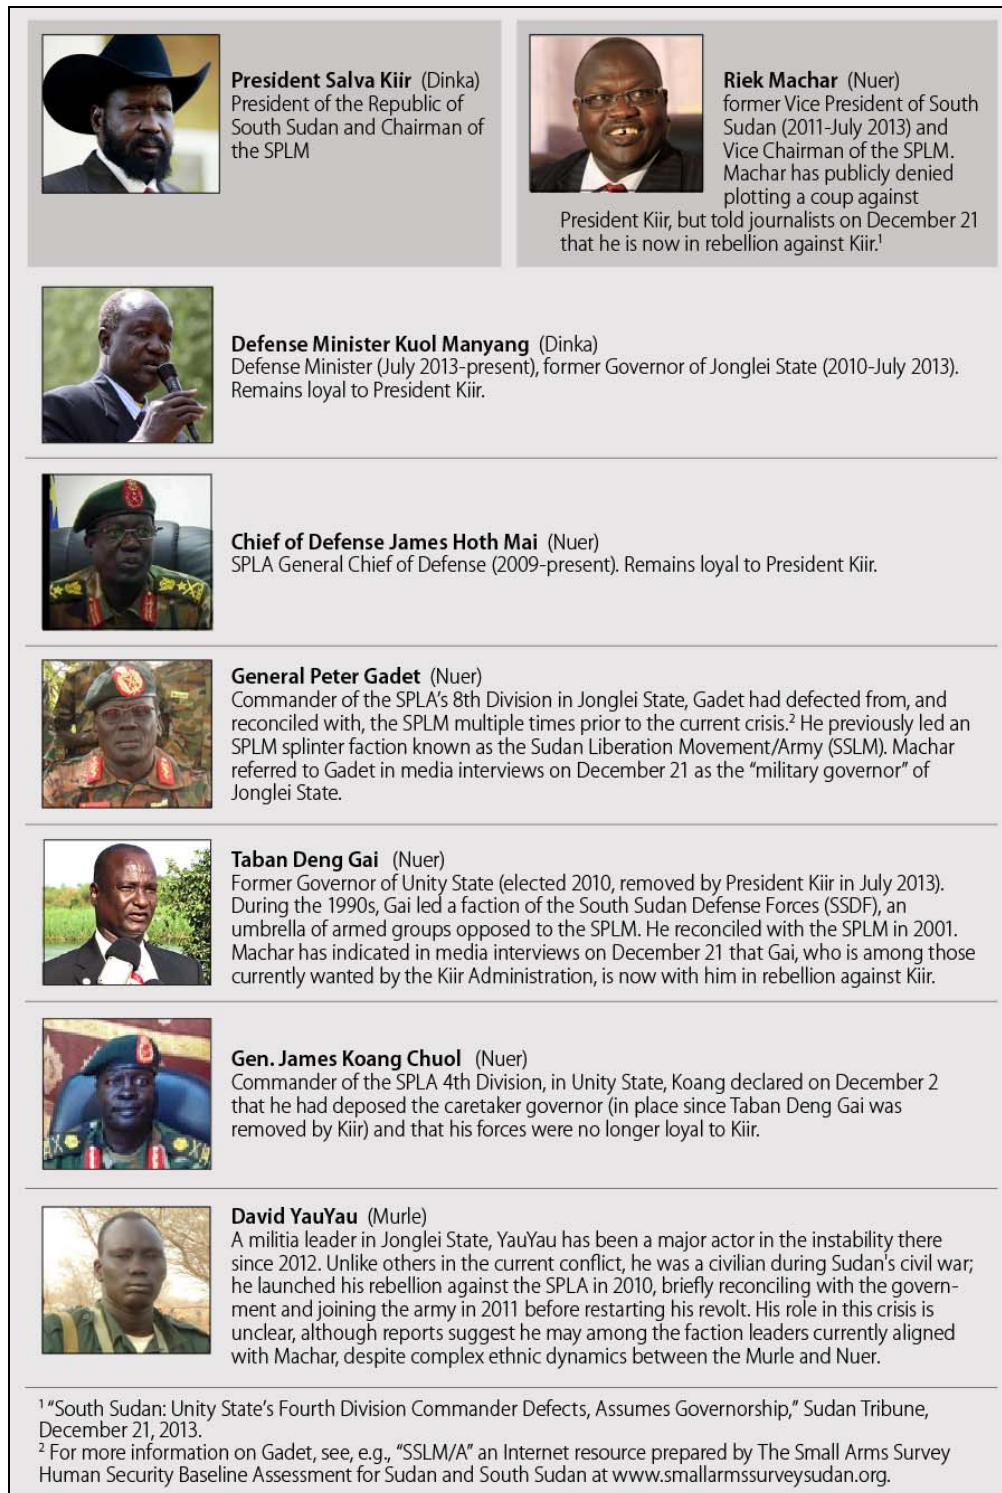 President Salva Kiir (Dinka)
President of the Republic of
South Sudan and Chairman of
the SPLM
Riek Machar (Nuer)
former Vice President of South
Sudan (2011-July 2013) and
Vice Chairman of the SPLM.
Machar has publicly denied
plotting a coup against
President Kiir, but told journalists on December 21
that he is now in rebellion against Kiir.¹
Defense Minister Kuol Manyang (Dinka)
Defense Minister (July 2013-present), former Governor of Jonglei State (2010-July 2013).
Remains loyal to President Kiir.
Chief of Defense James Hoth Mai (Nuer)
SPLA General Chief of Defense (2009-present). Remains loyal to President Kiir.
General Peter Gadet (Nuer)
Commander of the SPLA's 8th Division in Jonglei State, Gadet had defected from, and
reconciled with, the SPLM multiple times prior to the current crisis.² He previously led an
SPLM splinter faction known as the Sudan Liberation Movement/Army (SSLM). Machar
referred to Gadet in media interviews on December 21 as the “military governor” of
Jonglei State.
Taban Deng Gai (Nuer)
Former Governor of Unity State (elected 2010, removed by President Kiir in July 2013).
During the 1990s, Gai led a faction of the South Sudan Defense Forces (SSDF), an
umbrella of armed groups opposed to the SPLM. He reconciled with the SPLM in 2001.
Machar has indicated in media interviews on December 21 that Gai, who is among those
currently wanted by the Kiir Administration, is now with him in rebellion against Kiir.
Gen. James Koang Chuol (Nuer)
Commander of the SPLA 4th Division, in Unity State, Koang declared on December 2
that he had deposed the caretaker governor (in place since Taban Deng Gai was
removed by Kiir) and that his forces were no longer loyal to Kiir.
David YauYau (Murle)
A militia leader in Jonglei State, YauYau has been a major actor in the instability there
since 2012. Unlike others in the current conflict, he was a civilian during Sudan's civil war;
he launched his rebellion against the SPLA in 2010, briefly reconciling with the govern-
ment and joining the army in 2011 before restarting his revolt. His role in this crisis is
unclear, although reports suggest he may among the faction leaders currently aligned
with Machar, despite complex ethnic dynamics between the Murle and Nuer.
¹ “South Sudan: Unity State’s Fourth Division Commander Defects, Assumes Governorship,” Sudan Tribune,
December 21, 2013.
² For more information on Gadet, see, e.g., “SSLM/A” an Internet resource prepared by The Small Arms Survey
Human Security Baseline Assessment for Sudan and South Sudan at www.smallarmssurveysudan.org.